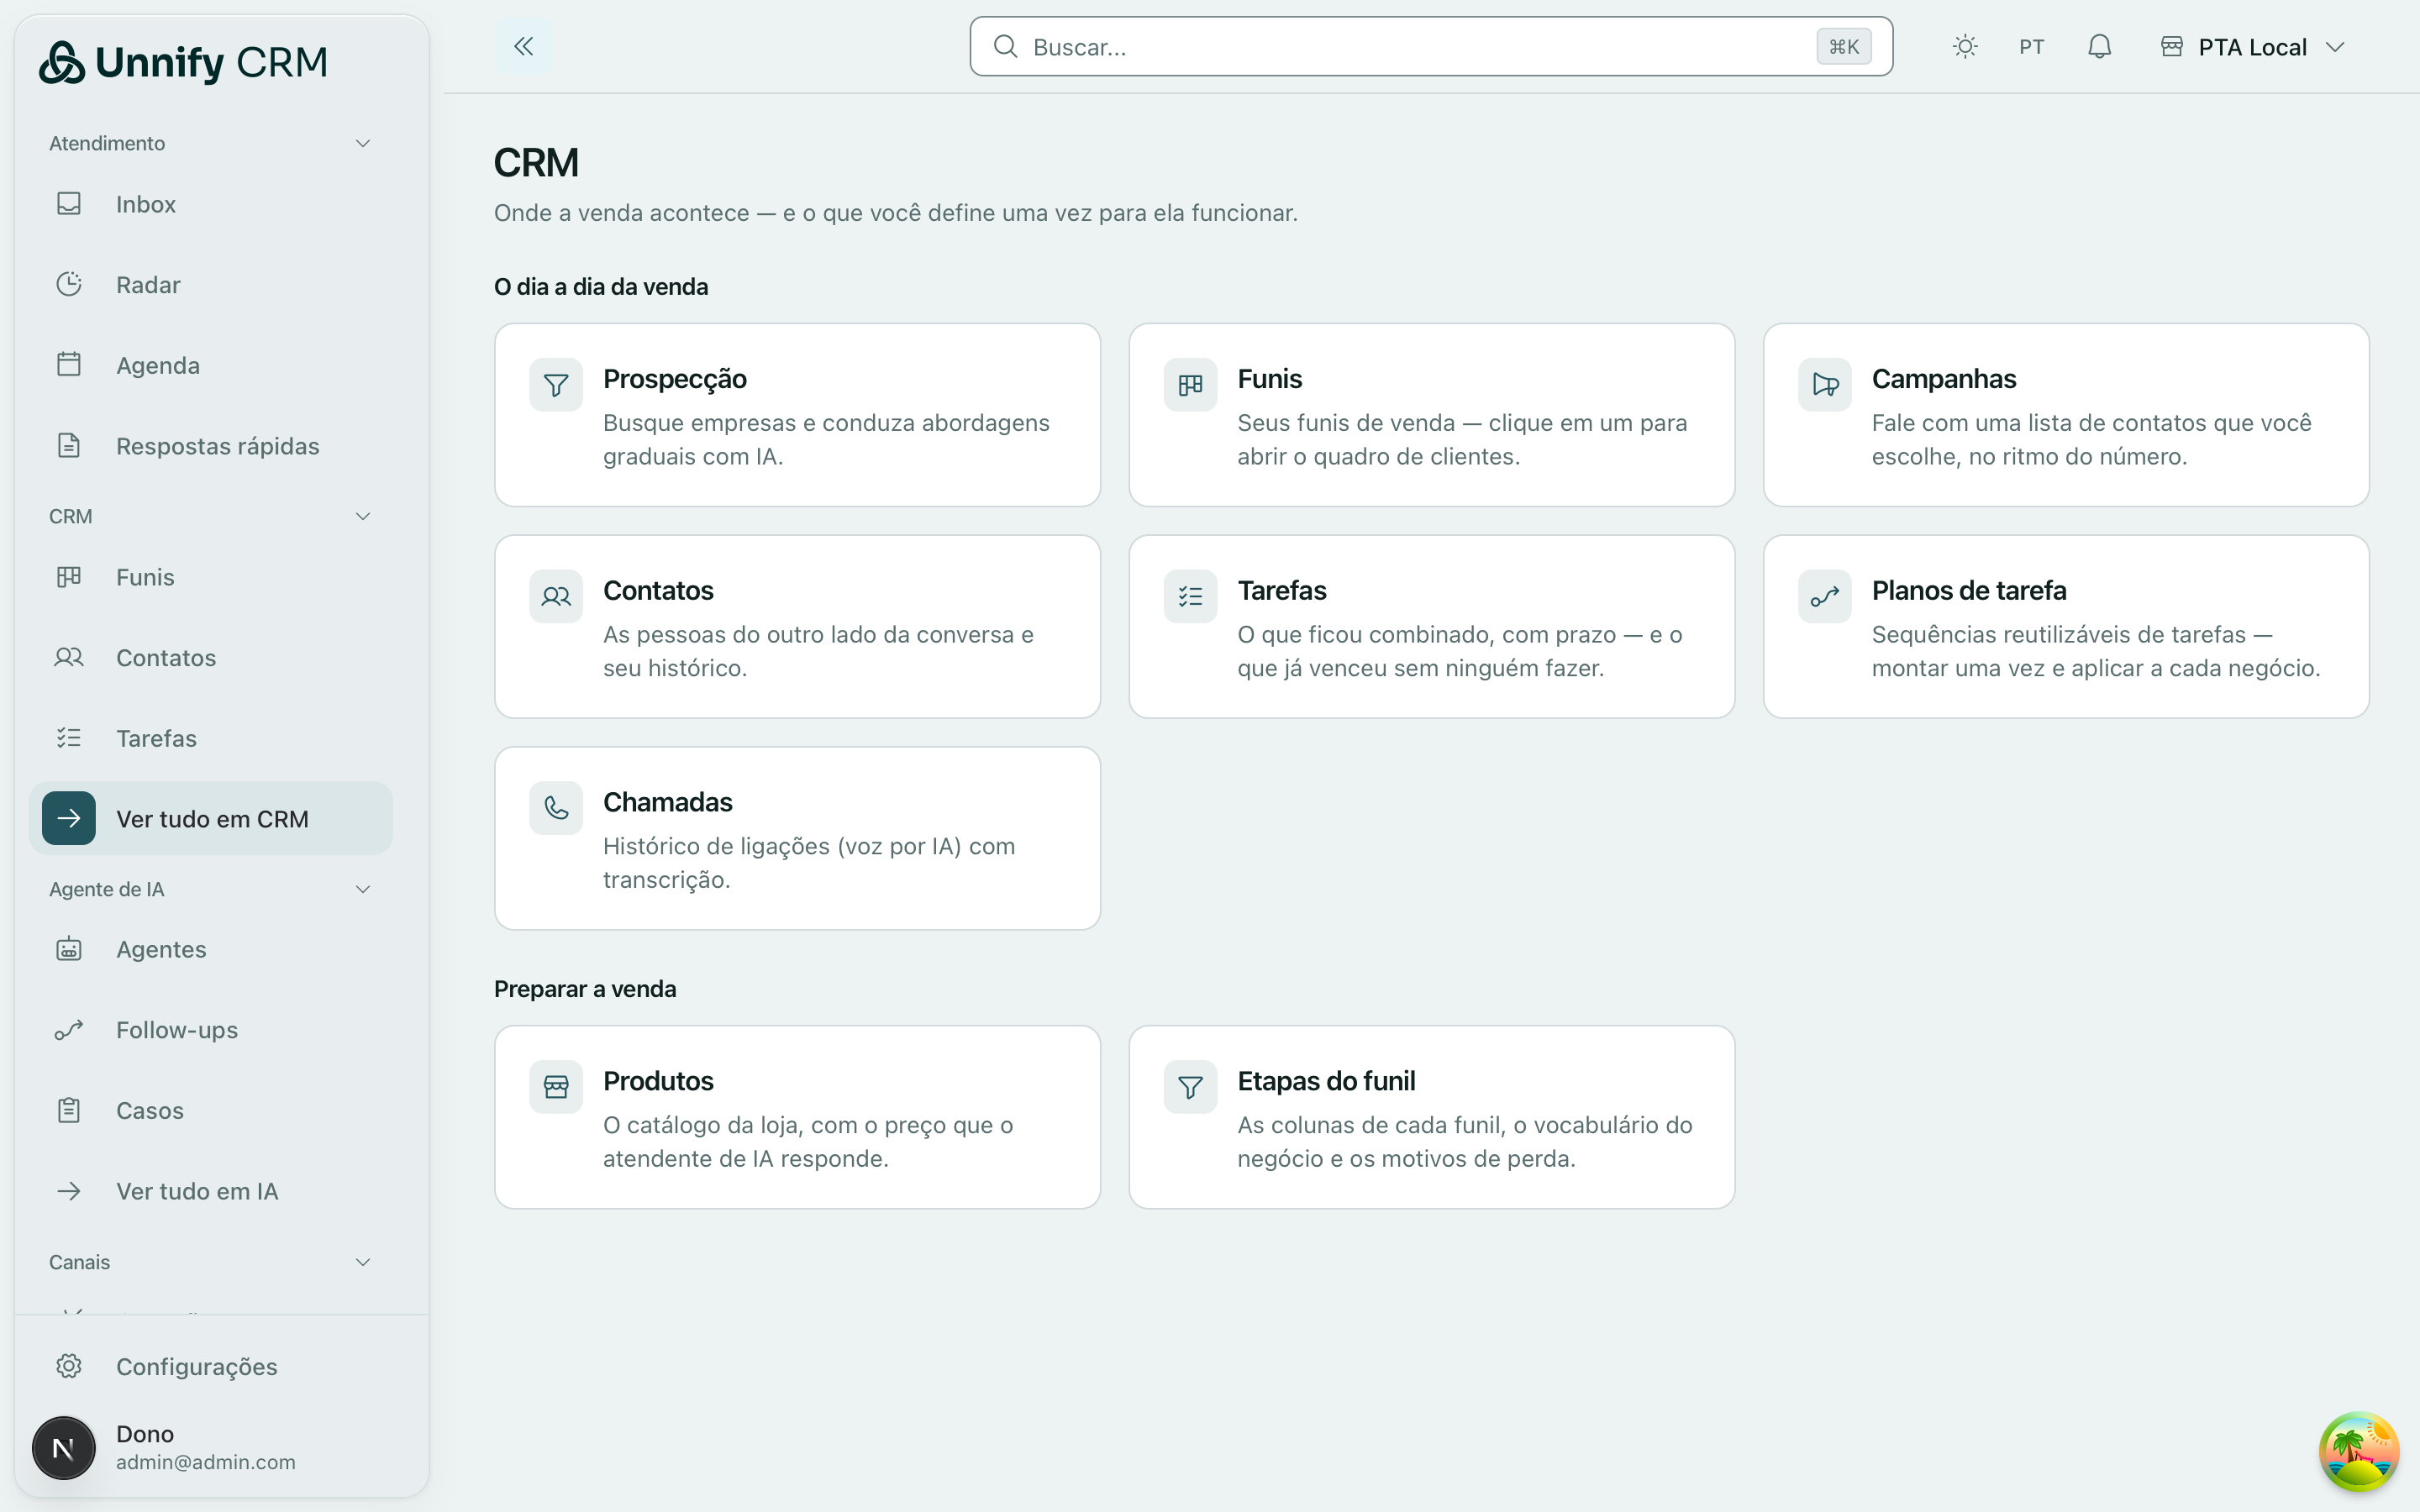 Unnify CRM
Buscar...
⌘K
PT
PTA Local
Atendimento
Inbox
Radar
Agenda
Respostas rápidas
CRM
Funis
Contatos
Tarefas
Ver tudo em CRM
Agente de IA
Agentes
Follow-ups
Casos
Ver tudo em IA
Canais
Configurações
N
Dono
admin@admin.com
CRM
Onde a venda acontece — e o que você define uma vez para ela funcionar.
O dia a dia da venda
Prospecção
Busque empresas e conduza abordagens
graduais com IA.
Funis
Seus funis de venda — clique em um para
abrir o quadro de clientes.
Campanhas
Fale com uma lista de contatos que você
escolhe, no ritmo do número.
Contatos
As pessoas do outro lado da conversa e
seu histórico.
Tarefas
O que ficou combinado, com prazo — e o
que já venceu sem ninguém fazer.
Planos de tarefa
Sequências reutilizáveis de tarefas —
montar uma vez e aplicar a cada negócio.
Chamadas
Histórico de ligações (voz por IA) com
transcrição.
Preparar a venda
Produtos
O catálogo da loja, com o preço que o
atendente de IA responde.
Etapas do funil
As colunas de cada funil, o vocabulário do
negócio e os motivos de perda.